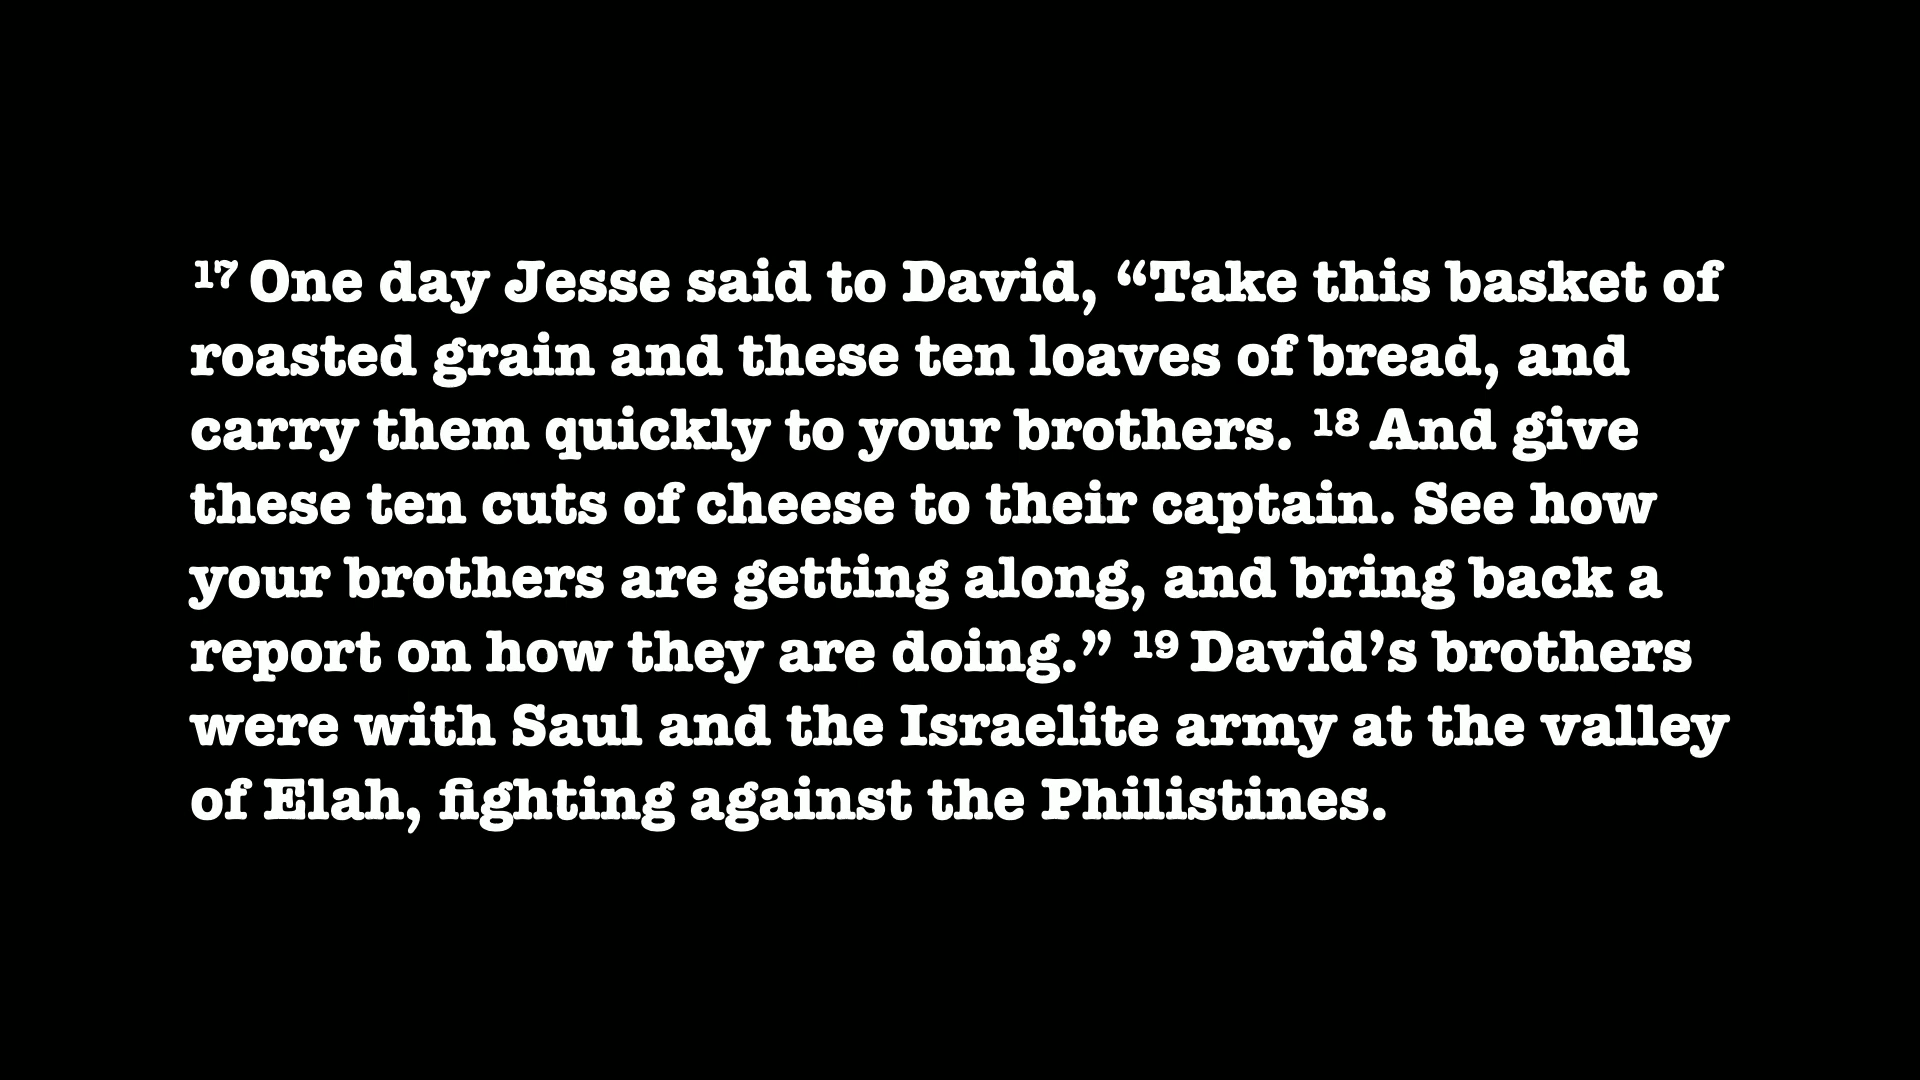 ¹⁷ One day Jesse said to David, “Take this basket of
roasted grain and these ten loaves of bread, and
carry them quickly to your brothers. ¹⁸ And give
these ten cuts of cheese to their captain. See how
your brothers are getting along, and bring back a
report on how they are doing.” ¹⁹ David’s brothers
were with Saul and the Israelite army at the valley
of Elah, fighting against the Philistines.